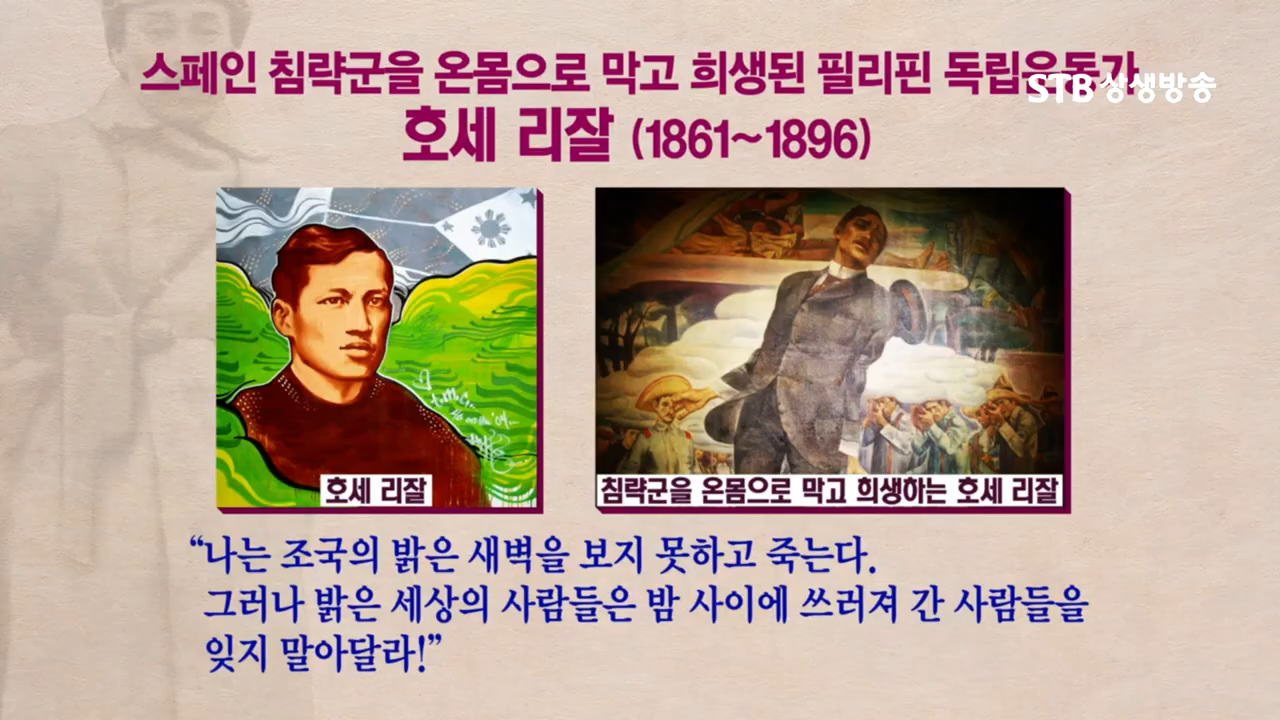 스페인 침략군을 온몸으로 막고 희생된 필리핀 독립운동가
STB 상생방송
호세 리잘 (1861~1896)
호세 리잘
침략군을 온몸으로 막고 희생하는 호세 리잘
“나는 조국의 밝은 새벽을 보지 못하고 죽는다.
그러나 밝은 세상의 사람들은 밤 사이에 쓰러져 간 사람들을
잊지 말아달라!”